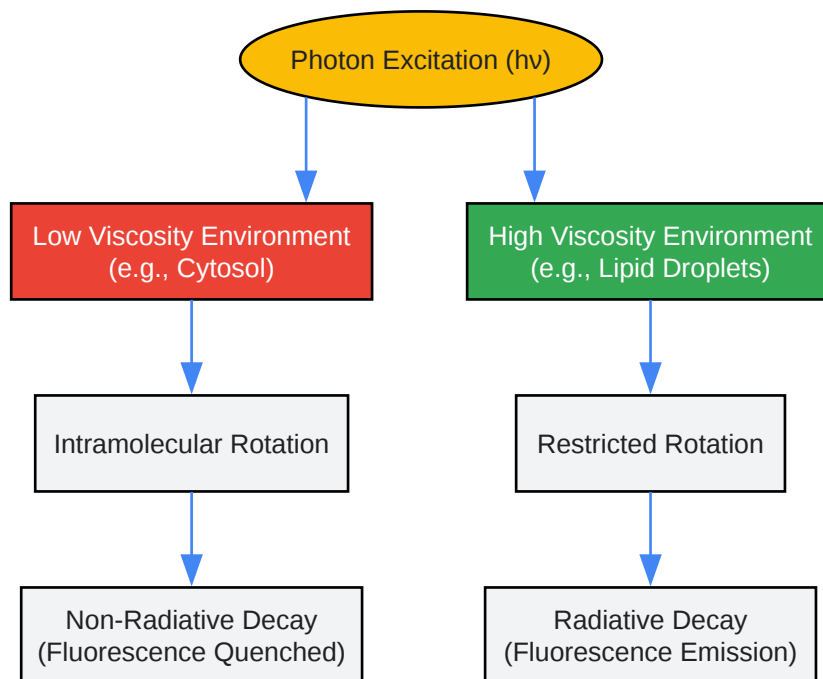 Photon Excitation (hν)
Low Viscosity Environment
(e.g., Cytosol)
High Viscosity Environment
(e.g., Lipid Droplets)
Intramolecular Rotation
Restricted Rotation
Non-Radiative Decay
(Fluorescence Quenched)
Radiative Decay
(Fluorescence Emission)